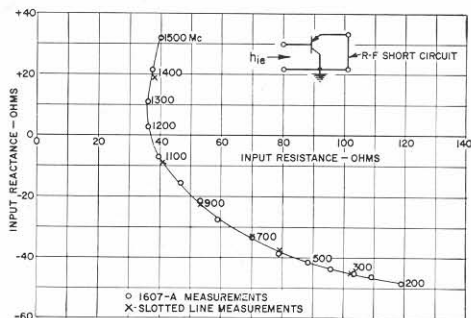 +40
+20
0
-20
-40
-60
INPUT REACTANCE – OHMS
1500 Mc
1400
1300
1200
1100
900
700
500
300
200
hie
R-F SHORT CIRCUIT
0 20 40 60 80 100 120 140
INPUT RESISTANCE – OHMS
O 1607-A MEASUREMENTS
X-SLOTTED LINE MEASUREMENTS